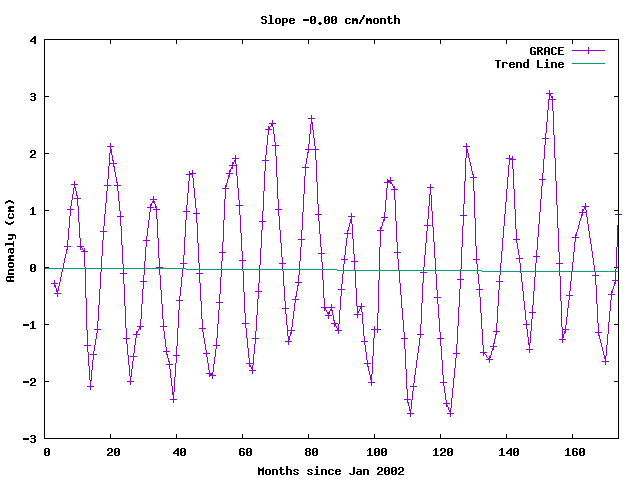 Slope -0.00 cm/month
GRACE
Trend Line
4
3
2
1
0
-1
-2
-3
Anomaly (cm)
0 20 40 60 80 100 120 140 160
Months since Jan 2002